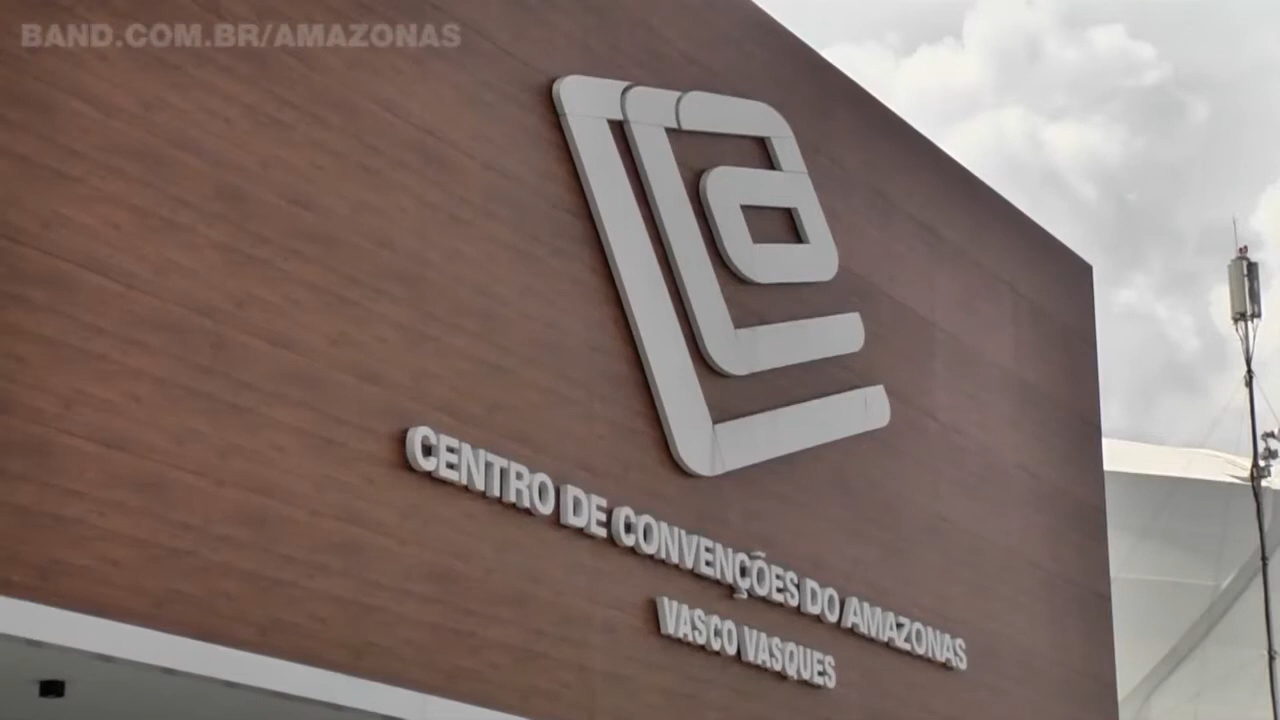 BAND.COM.BR/AMAZONAS
CENTRO DE CONVENÇÕES DO AMAZONAS
VASCO VASQUES